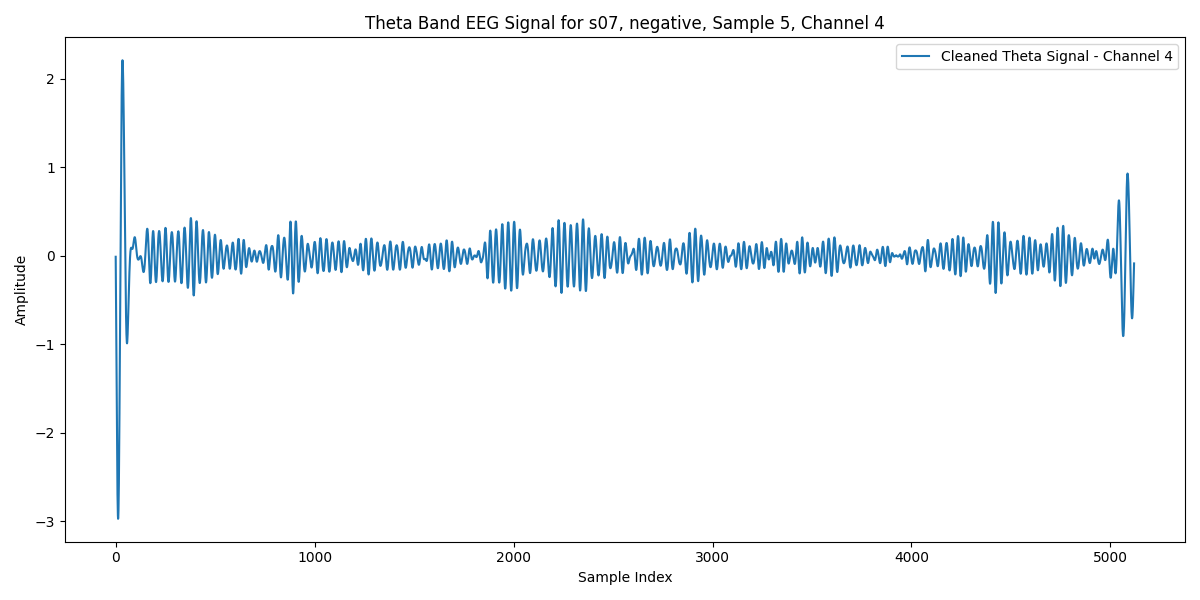 Theta Band EEG Signal for s07, negative, Sample 5, Channel 4
Cleaned Theta Signal - Channel 4
2
1
0
−1
−2
−3
Amplitude
0 1000 2000 3000 4000 5000
Sample Index